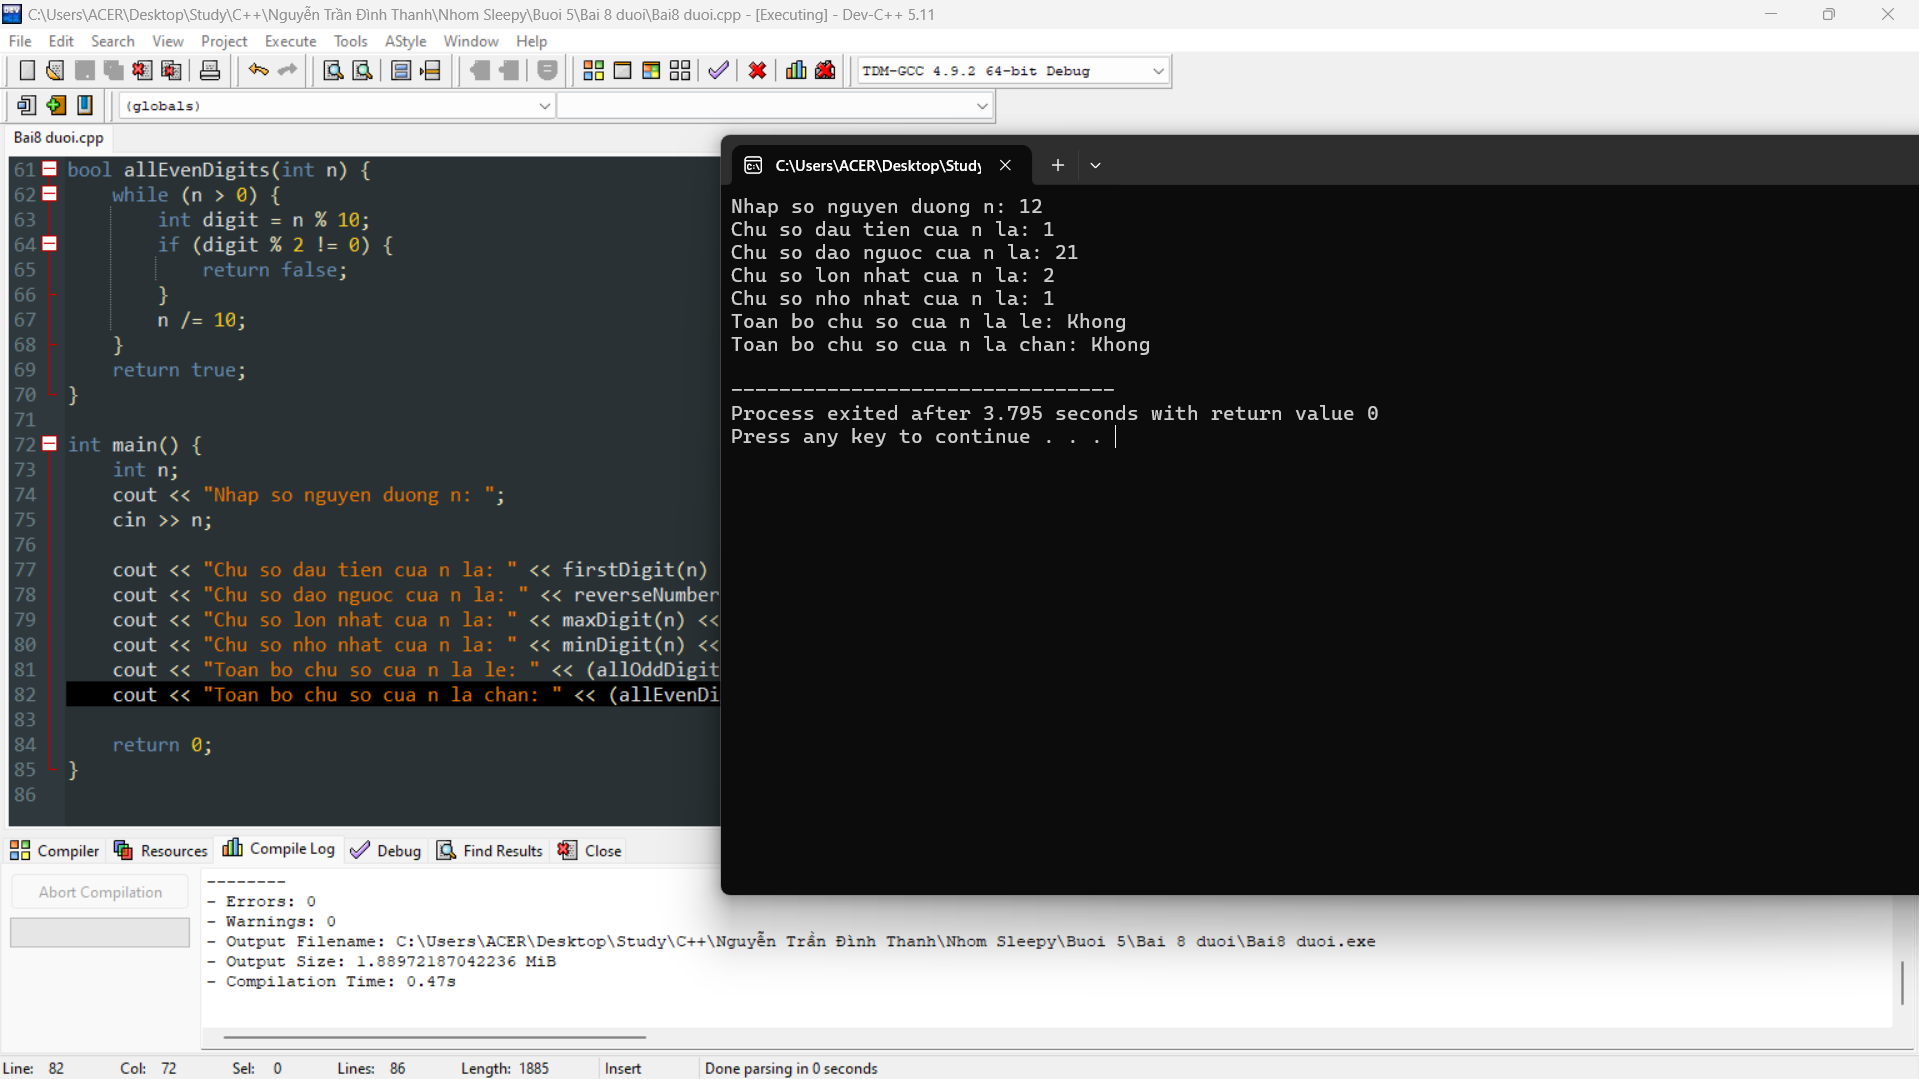 C:\Users\ACER\Desktop\Study\C++\Nguyễn Trần Đình Thanh\Nhom Sleepy\Buoi 5\Bai 8 duoi\Bai8 duoi.cpp - [Executing] - Dev-C++ 5.11
File Edit Search View Project Execute Tools AStyle Window Help
TDM-GCC 4.9.2 64-bit Debug
(globals)
Bai8 duoi.cpp
61 bool allEvenDigits(int n) {
62 while (n > 0) {
63 int digit = n % 10;
64 if (digit % 2 != 0) {
65 return false;
66 }
67 n /= 10;
68 }
69 return true;
70 }
71
72 int main() {
73 int n;
74 cout << "Nhap so nguyen duong n: ";
75 cin >> n;
76
77 cout << "Chu so dau tien cua n la: " << firstDigit(n)
78 cout << "Chu so dao nguoc cua n la: " << reverseNumber
79 cout << "Chu so lon nhat cua n la: " << maxDigit(n) <<
80 cout << "Chu so nho nhat cua n la: " << minDigit(n) <<
81 cout << "Toan bo chu so cua n la le: " << (allOddDigit
82 cout << "Toan bo chu so cua n la chan: " << (allEvenDi
83
84 return 0;
85 }
86
C:\Users\ACER\Desktop\Study
Nhap so nguyen duong n: 12
Chu so dau tien cua n la: 1
Chu so dao nguoc cua n la: 21
Chu so lon nhat cua n la: 2
Chu so nho nhat cua n la: 1
Toan bo chu so cua n la le: Khong
Toan bo chu so cua n la chan: Khong
--------------------------------
Process exited after 3.795 seconds with return value 0
Press any key to continue . . .
Compiler Resources Compile Log Debug Find Results Close
Abort Compilation
--------
- Errors: 0
- Warnings: 0
- Output Filename: C:\Users\ACER\Desktop\Study\C++\Nguyễn Trần Đình Thanh\Nhom Sleepy\Buoi 5\Bai 8 duoi\Bai8 duoi.exe
- Output Size: 1.88972187042236 MiB
- Compilation Time: 0.47s
Line: 82 Col: 72 Sel: 0 Lines: 86 Length: 1885 Insert Done parsing in 0 seconds